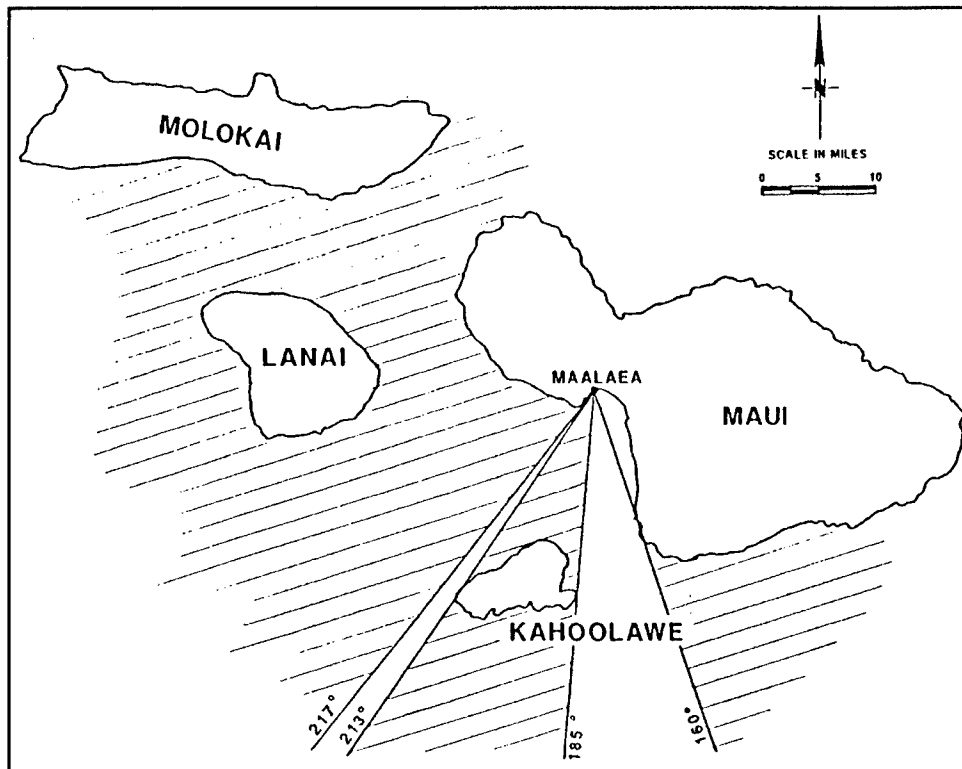 N
SCALE IN MILES
0 5 10
MOLOKAI
LANAI
MAALAEA
MAUI
KAHOOLAWE
217°
213°
185°
160°